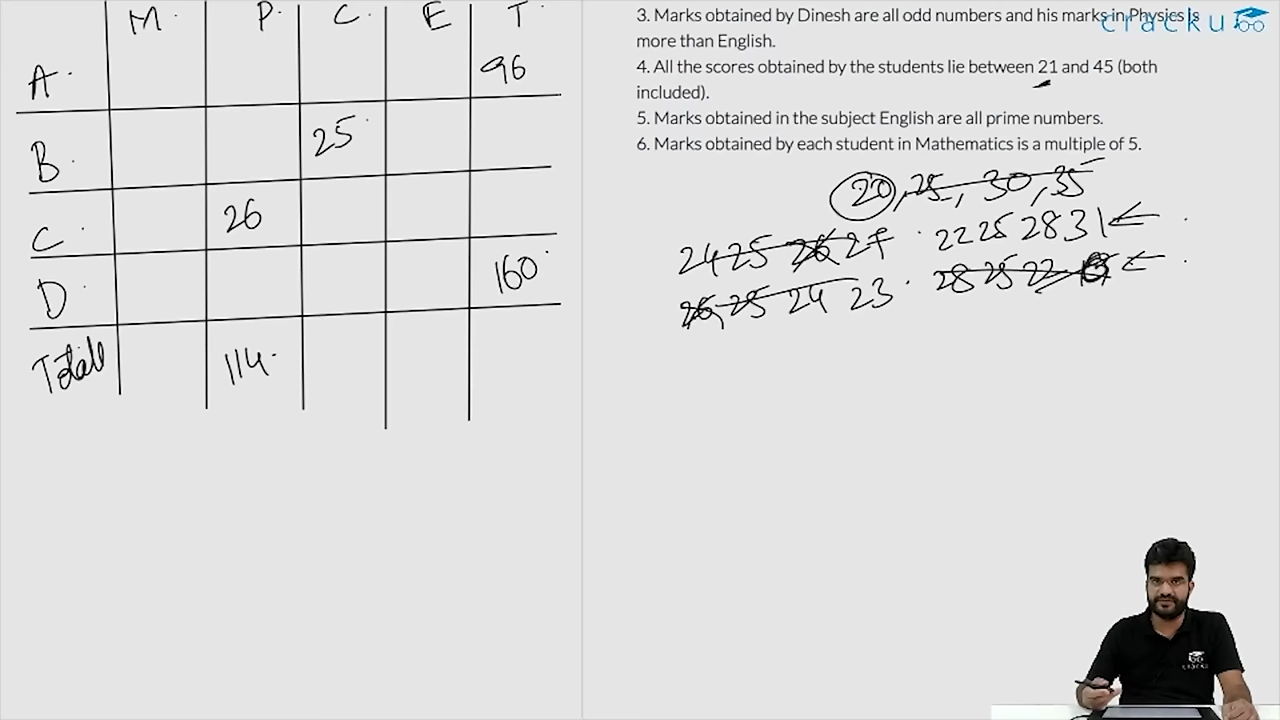 M. P. C. E T.
A. 96
B. 25
C. 26
D. 160
Total 114
3. Marks obtained by Dinesh are all odd numbers and his marks in Physics is
more than English.
4. All the scores obtained by the students lie between 21 and 45 (both
included).
5. Marks obtained in the subject English are all prime numbers.
6. Marks obtained by each student in Mathematics is a multiple of 5.
20, 25, 30, 35
24 25 26 27 22 25 28 31
26, 25 24 23 28 25 22
cracku